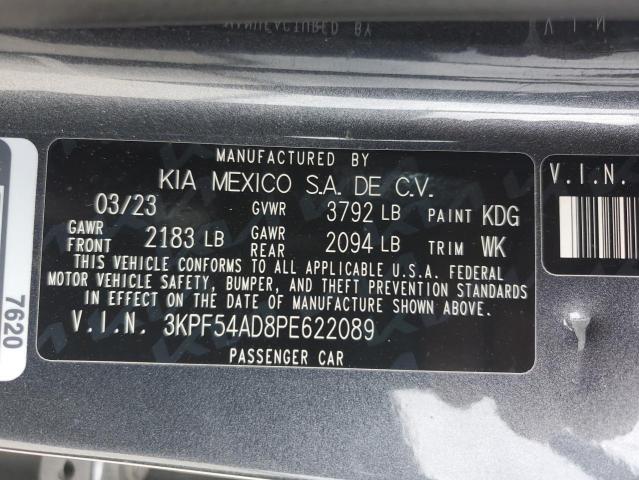 MANUFACTURED BY
KIA MEXICO S.A. DE C.V.
03/23 GVWR 3792 LB PAINT KDG
GAWR FRONT 2183 LB GAWR REAR 2094 LB TRIM WK
THIS VEHICLE CONFORMS TO ALL APPLICABLE U.S.A. FEDERAL
MOTOR VEHICLE SAFETY, BUMPER, AND THEFT PREVENTION STANDARDS
IN EFFECT ON THE DATE OF MANUFACTURE SHOWN ABOVE.
V.I.N. 3KPF54AD8PE622089
PASSENGER CAR
V.I.N.
7620